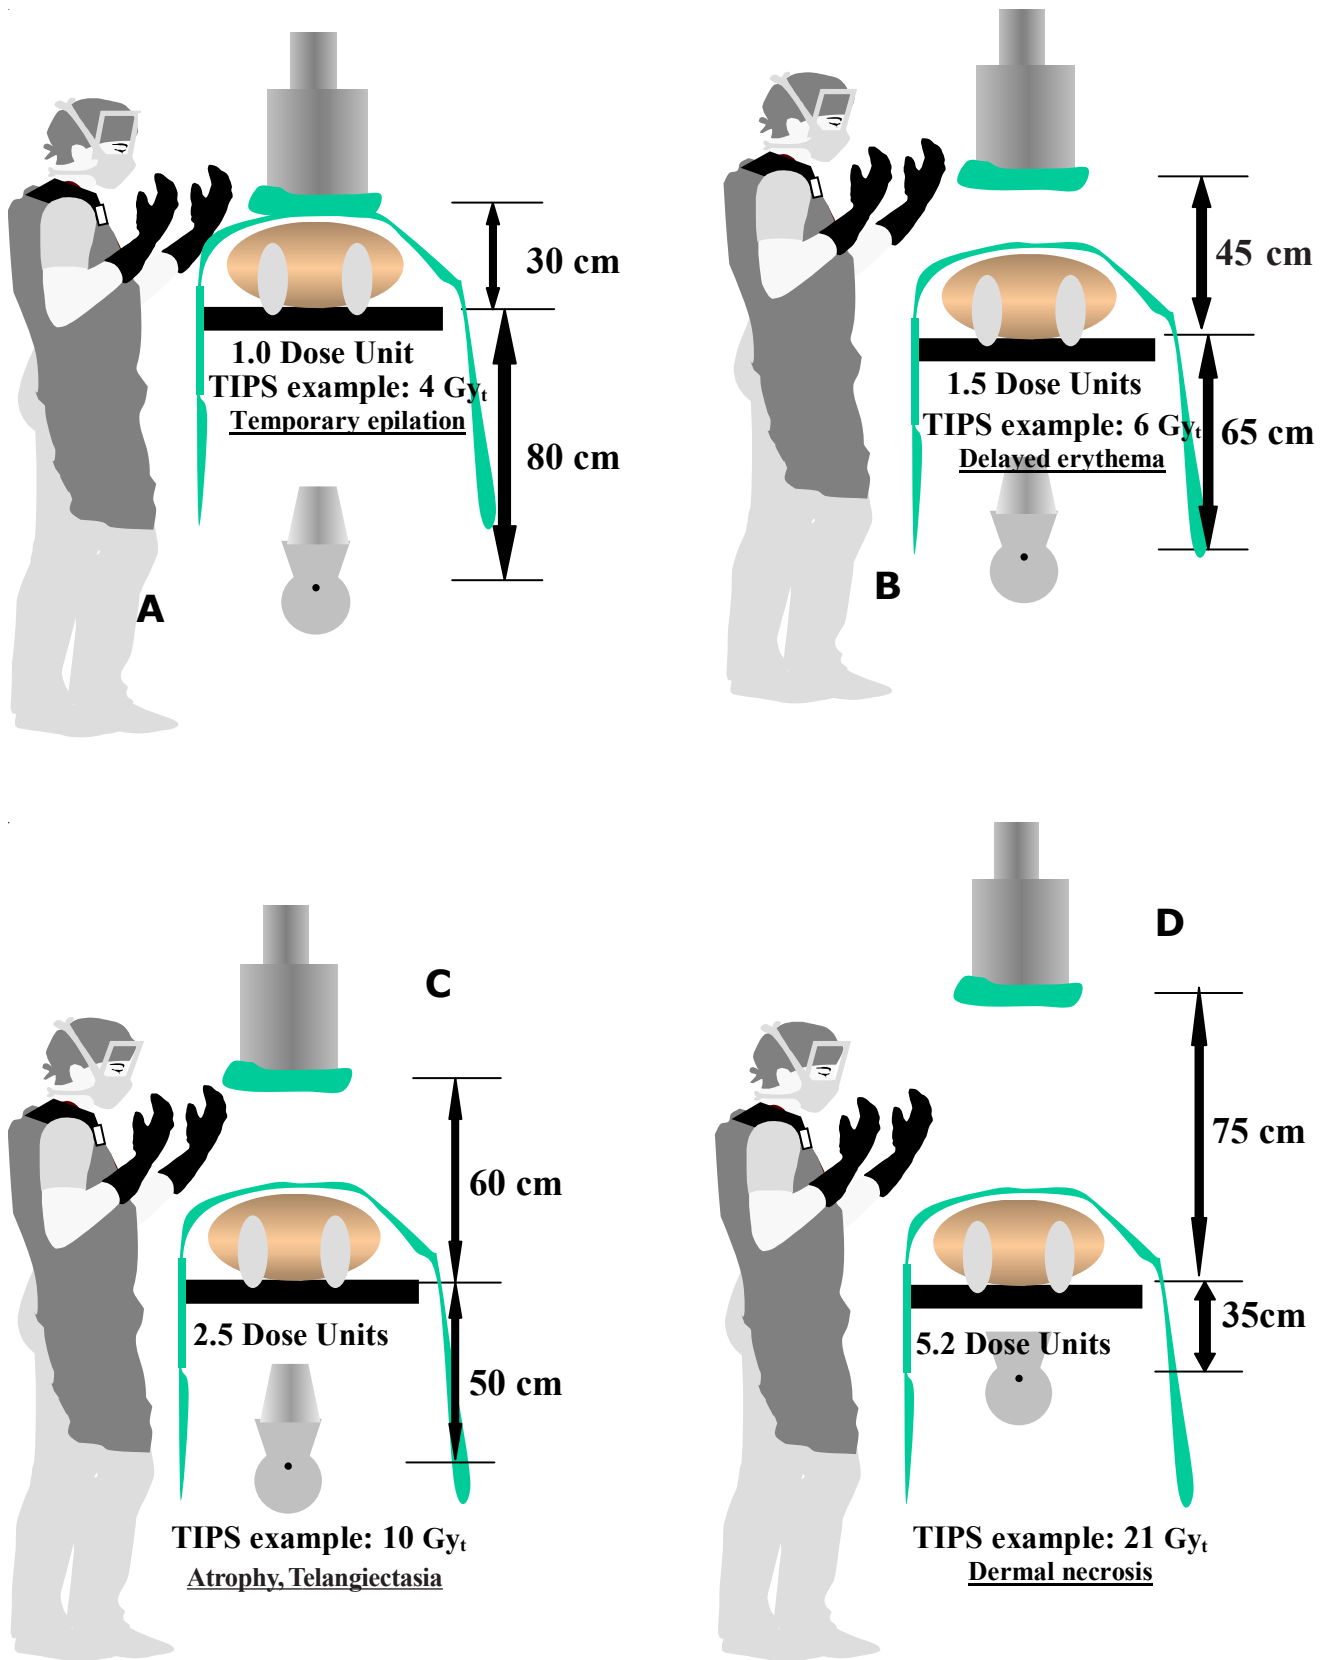 30 cm
1.0 Dose Unit
TIPS example: 4 Gyt
Temporary epilation
80 cm
A
45 cm
1.5 Dose Units
TIPS example: 6 Gyt
65 cm
Delayed erythema
B
C
60 cm
2.5 Dose Units
50 cm
TIPS example: 10 Gyt
Atrophy, Telangiectasia
D
75 cm
35cm
5.2 Dose Units
TIPS example: 21 Gyt
Dermal necrosis